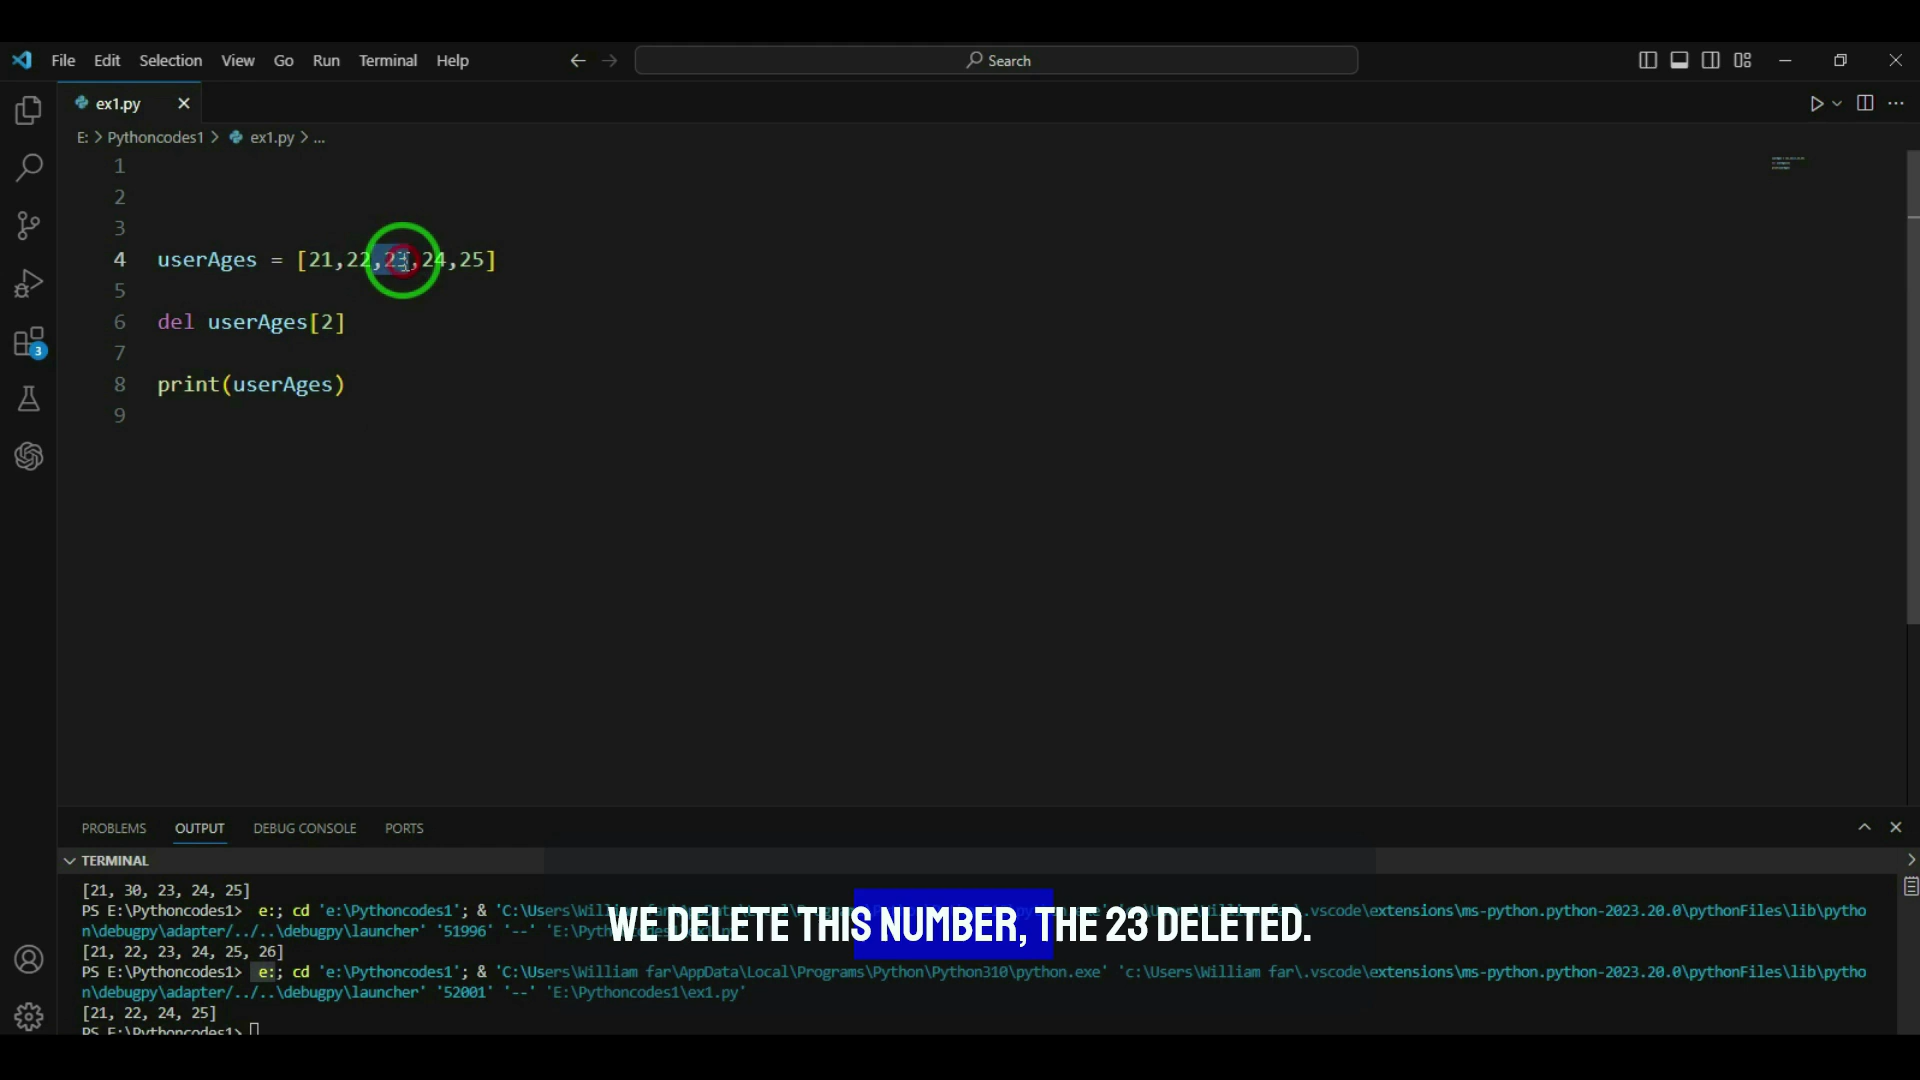 File Edit Selection View Go Run Terminal Help
Search
ex1.py
E: > Pythoncodes1 > ex1.py > ...
1
2
3
4 userAges = [21,22,23,24,25]
5
6 del userAges[2]
7
8 print(userAges)
9
3
PROBLEMS OUTPUT DEBUG CONSOLE PORTS
TERMINAL
[21, 30, 23, 24, 25]
PS E:\Pythoncodes1> e:; cd 'e:\Pythoncodes1'; & 'C:\Users\William .vscode\extensions\ms-python.python-2023.20.0\pythonFiles\lib\pytho
n\debugpy\adapter/../..\debugpy\launcher' '51996' '--' 'E:\Pyth
WE DELETE THIS NUMBER, THE 23 DELETED.
[21, 22, 23, 24, 25, 26]
PS E:\Pythoncodes1> e:; cd 'e:\Pythoncodes1'; & 'C:\Users\William far\AppData\Local\Programs\Python\Python310\python.exe' 'c:\Users\William far\.vscode\extensions\ms-python.python-2023.20.0\pythonFiles\lib\pytho
n\debugpy\adapter/../..\debugpy\launcher' '52001' '--' 'E:\Pythoncodes1\ex1.py'
[21, 22, 24, 25]
PS E:\Pythoncodes1>